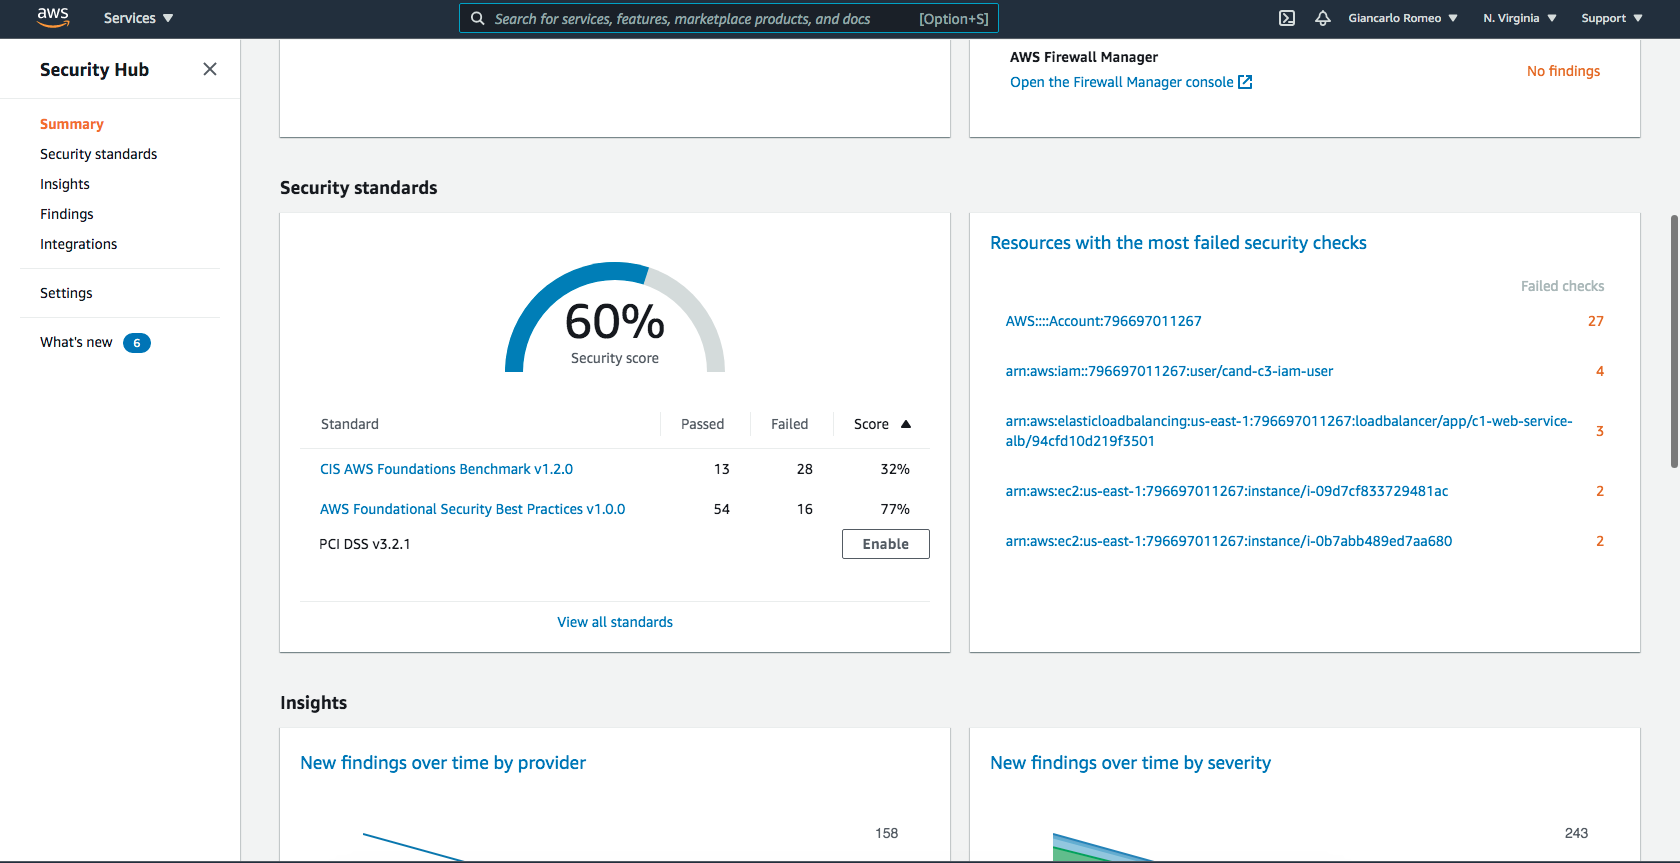 aws
Services ▼
Search for services, features, marketplace products, and docs [Option+S]
Giancarlo Romeo ▼
N. Virginia ▼
Support ▼
Security Hub
Summary
Security standards
Insights
Findings
Integrations
Settings
What's new 6
AWS Firewall Manager
Open the Firewall Manager console
No findings
Security standards
60%
Security score
Standard Passed Failed Score ▲
CIS AWS Foundations Benchmark v1.2.0 13 28 32%
AWS Foundational Security Best Practices v1.0.0 54 16 77%
PCI DSS v3.2.1 Enable
View all standards
Resources with the most failed security checks
Failed checks
AWS::::Account:796697011267 27
arn:aws:iam::796697011267:user/cand-c3-iam-user 4
arn:aws:elasticloadbalancing:us-east-1:796697011267:loadbalancer/app/c1-web-service-
alb/94cfd10d219f3501 3
arn:aws:ec2:us-east-1:796697011267:instance/i-09d7cf833729481ac 2
arn:aws:ec2:us-east-1:796697011267:instance/i-0b7abb489ed7aa680 2
Insights
New findings over time by provider
158
New findings over time by severity
243